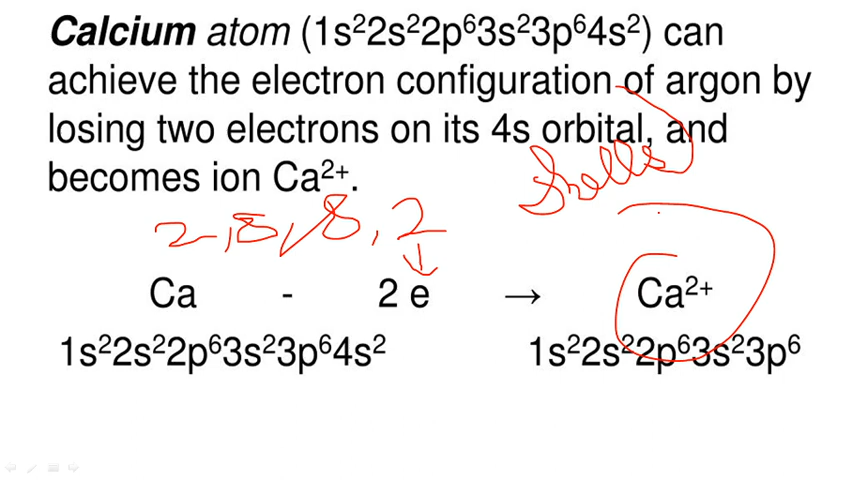 Calcium atom (1s²2s²2p⁶3s²3p⁶4s²) can
achieve the electron configuration of argon by
losing two electrons on its 4s orbital, and
becomes ion Ca²⁺.
shells
2,8,8,2
Ca - 2 e → Ca²⁺
1s²2s²2p⁶3s²3p⁶4s² 1s²2s²2p⁶3s²3p⁶